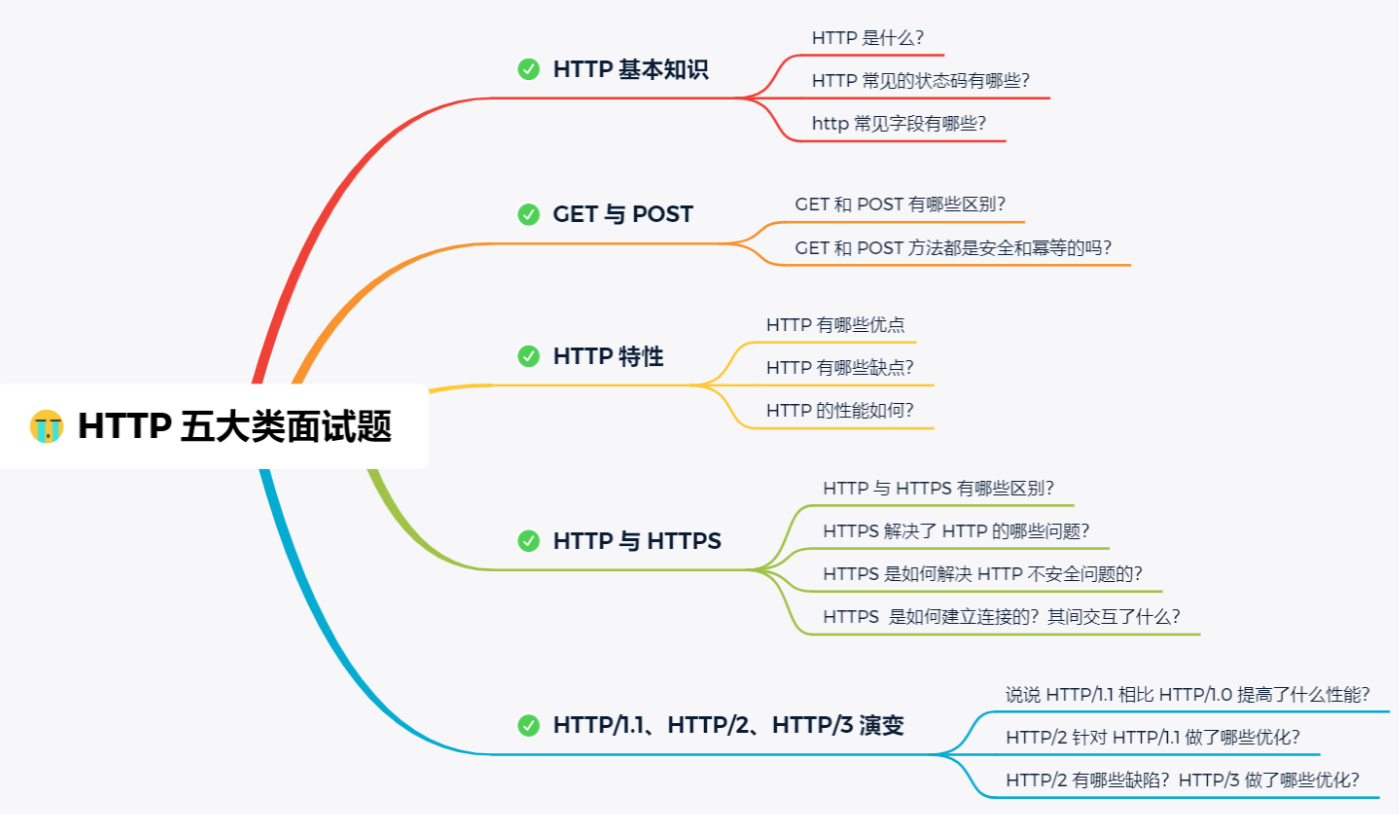 HTTP 五大类面试题
HTTP 基本知识
HTTP 是什么？
HTTP 常见的状态码有哪些？
http 常见字段有哪些？
GET 与 POST
GET 和 POST 有哪些区别？
GET 和 POST 方法都是安全和幂等的吗？
HTTP 特性
HTTP 有哪些优点
HTTP 有哪些缺点？
HTTP 的性能如何？
HTTP 与 HTTPS
HTTP 与 HTTPS 有哪些区别？
HTTPS 解决了 HTTP 的哪些问题？
HTTPS 是如何解决 HTTP 不安全问题的？
HTTPS 是如何建立连接的？其间交互了什么？
HTTP/1.1、HTTP/2、HTTP/3 演变
说说 HTTP/1.1 相比 HTTP/1.0 提高了什么性能？
HTTP/2 针对 HTTP/1.1 做了哪些优化？
HTTP/2 有哪些缺陷？HTTP/3 做了哪些优化？